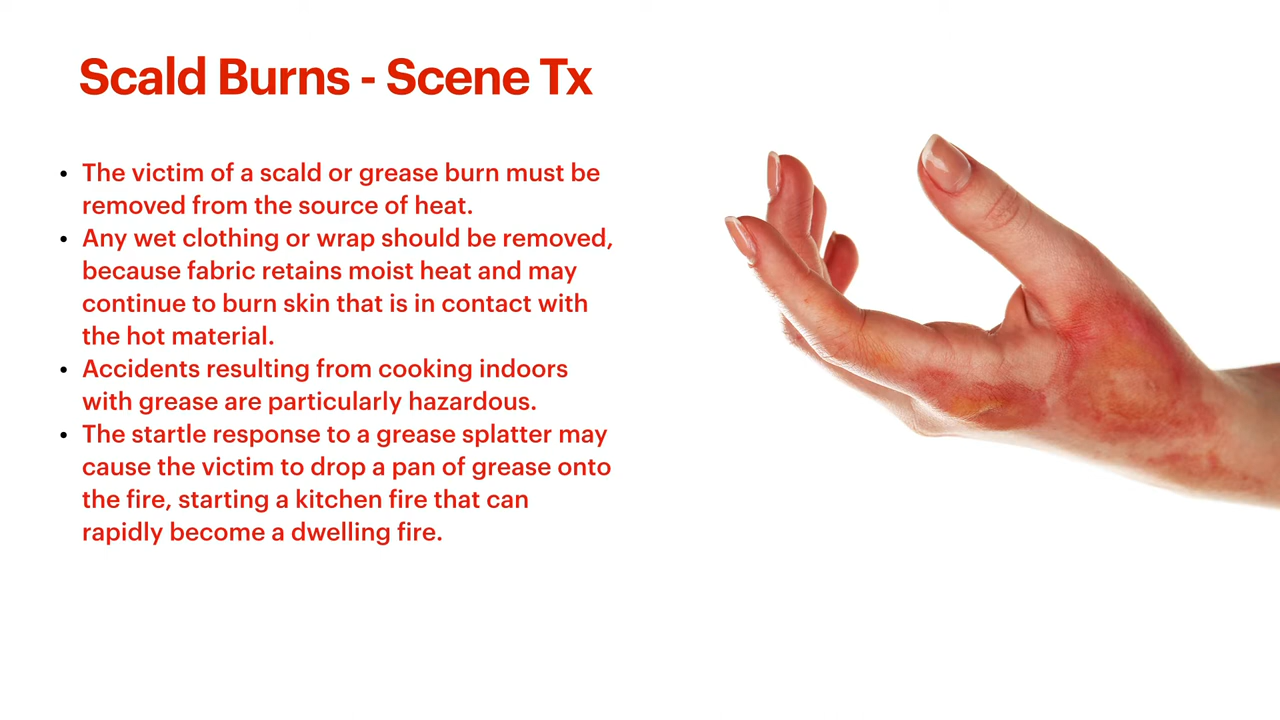 Scald Burns - Scene Tx
• The victim of a scald or grease burn must be
removed from the source of heat.
• Any wet clothing or wrap should be removed,
because fabric retains moist heat and may
continue to burn skin that is in contact with
the hot material.
• Accidents resulting from cooking indoors
with grease are particularly hazardous.
• The startle response to a grease splatter may
cause the victim to drop a pan of grease onto
the fire, starting a kitchen fire that can
rapidly become a dwelling fire.